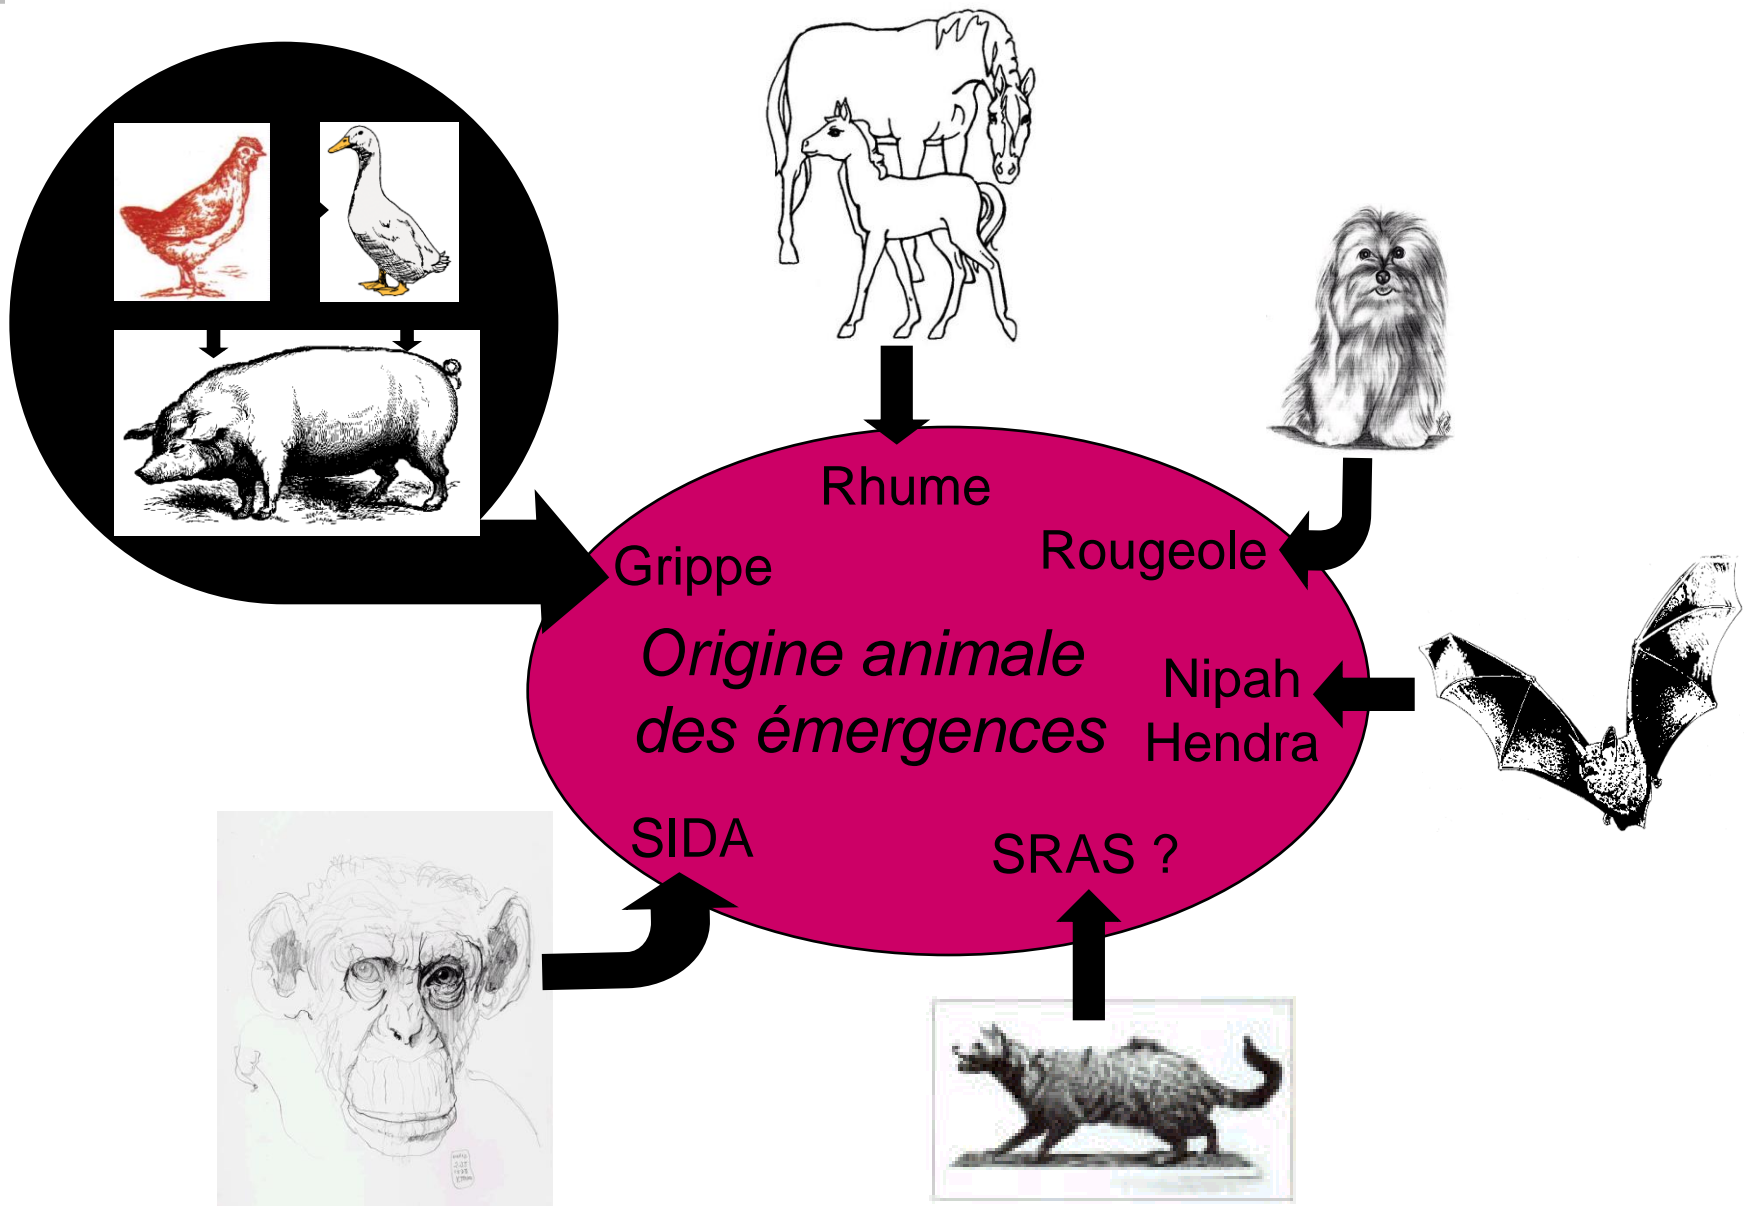 Rhume
Rougeole
Grippe
Origine animale
des émergences
Nipah
Hendra
SIDA
SRAS ?